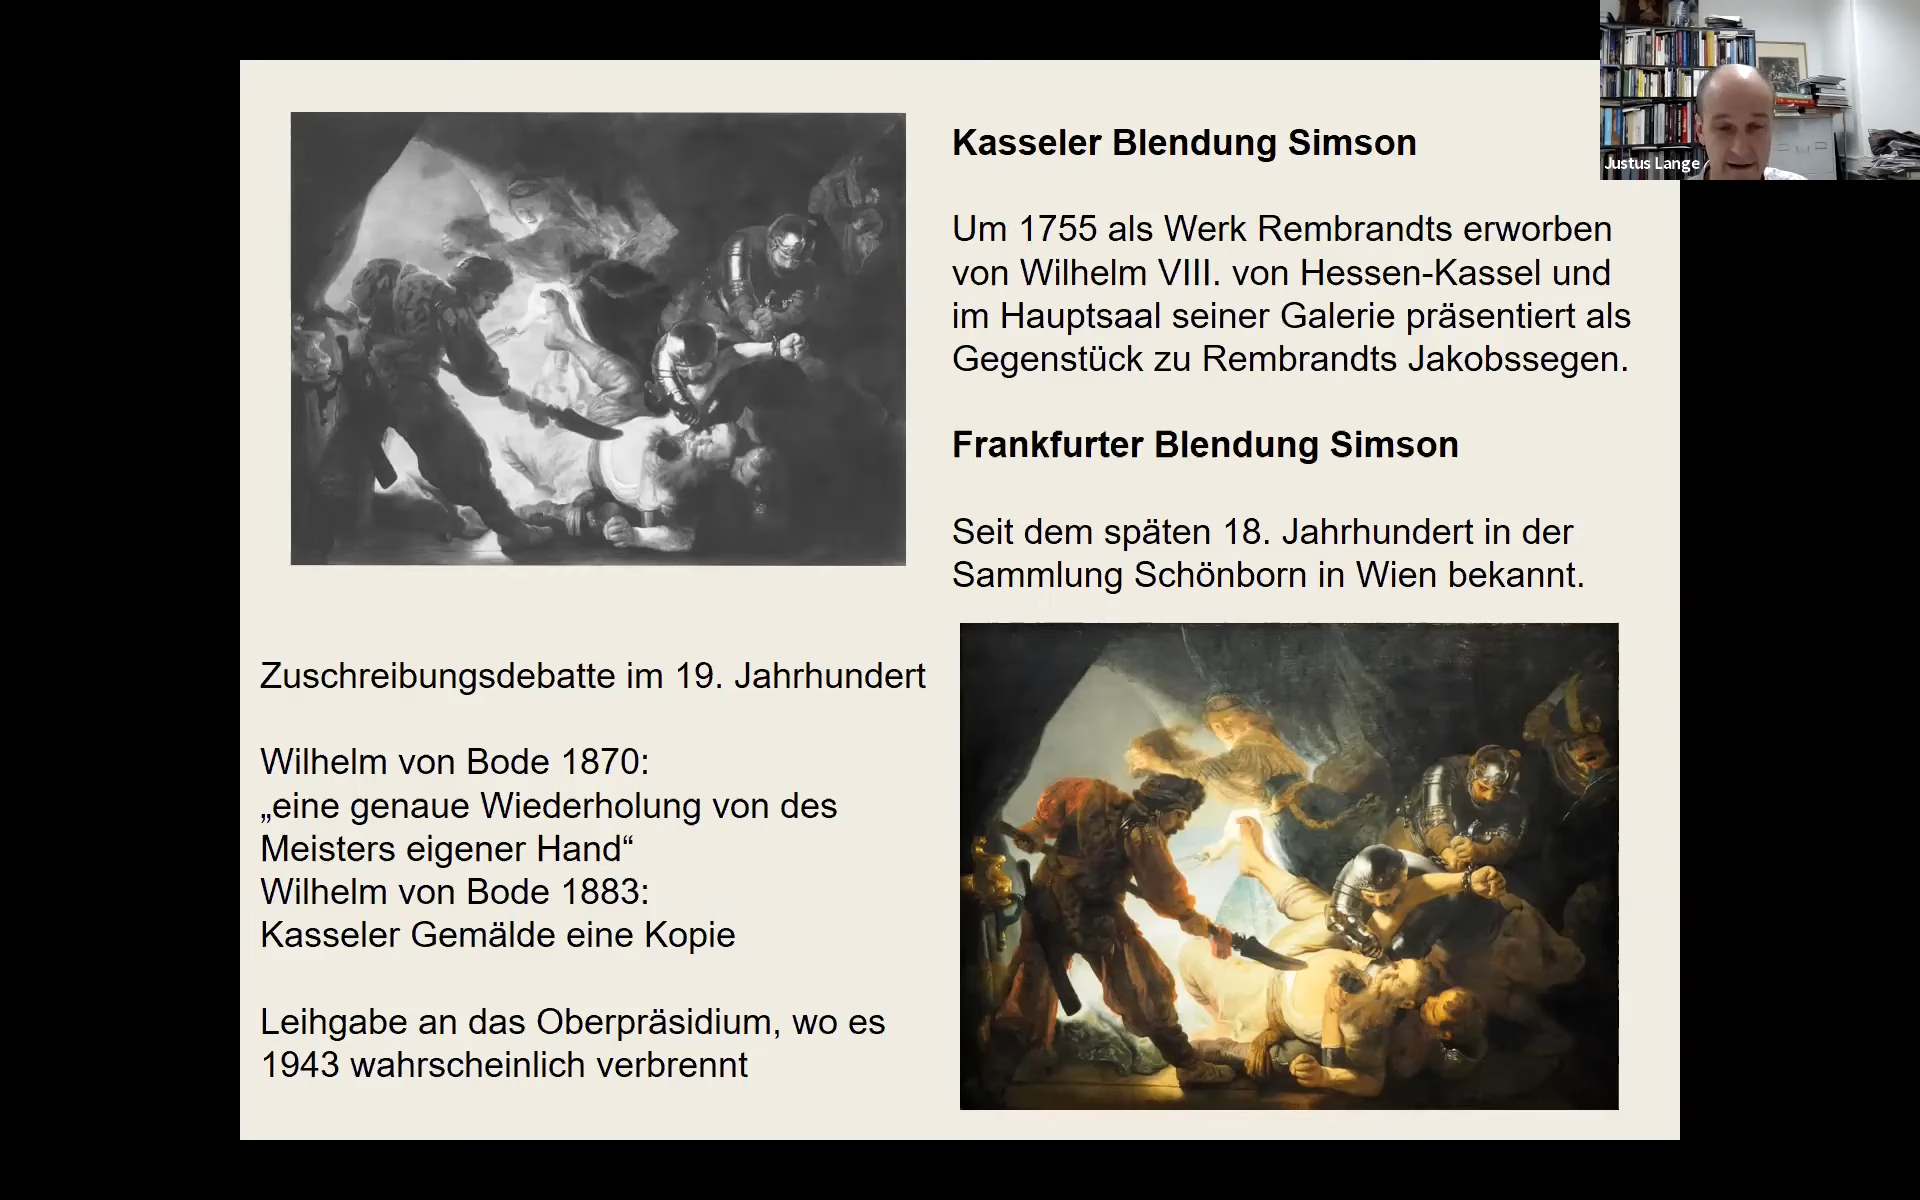 Kasseler Blendung Simson
Um 1755 als Werk Rembrandts erworben
von Wilhelm VIII. von Hessen-Kassel und
im Hauptsaal seiner Galerie präsentiert als
Gegenstück zu Rembrandts Jakobssegen.
Frankfurter Blendung Simson
Seit dem späten 18. Jahrhundert in der
Sammlung Schönborn in Wien bekannt.
Zuschreibungsdebatte im 19. Jahrhundert
Wilhelm von Bode 1870:
„eine genaue Wiederholung von des
Meisters eigener Hand“
Wilhelm von Bode 1883:
Kasseler Gemälde eine Kopie
Leihgabe an das Oberpräsidium, wo es
1943 wahrscheinlich verbrennt
Justus Lange